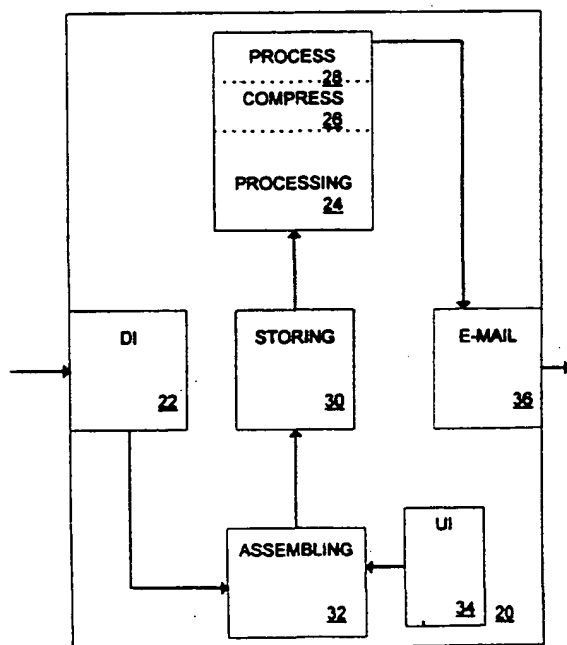 PROCESS
28
COMPRESS
26
PROCESSING
24
DI
22
STORING
30
E-MAIL
36
ASSEMBLING
32
UI
34
20